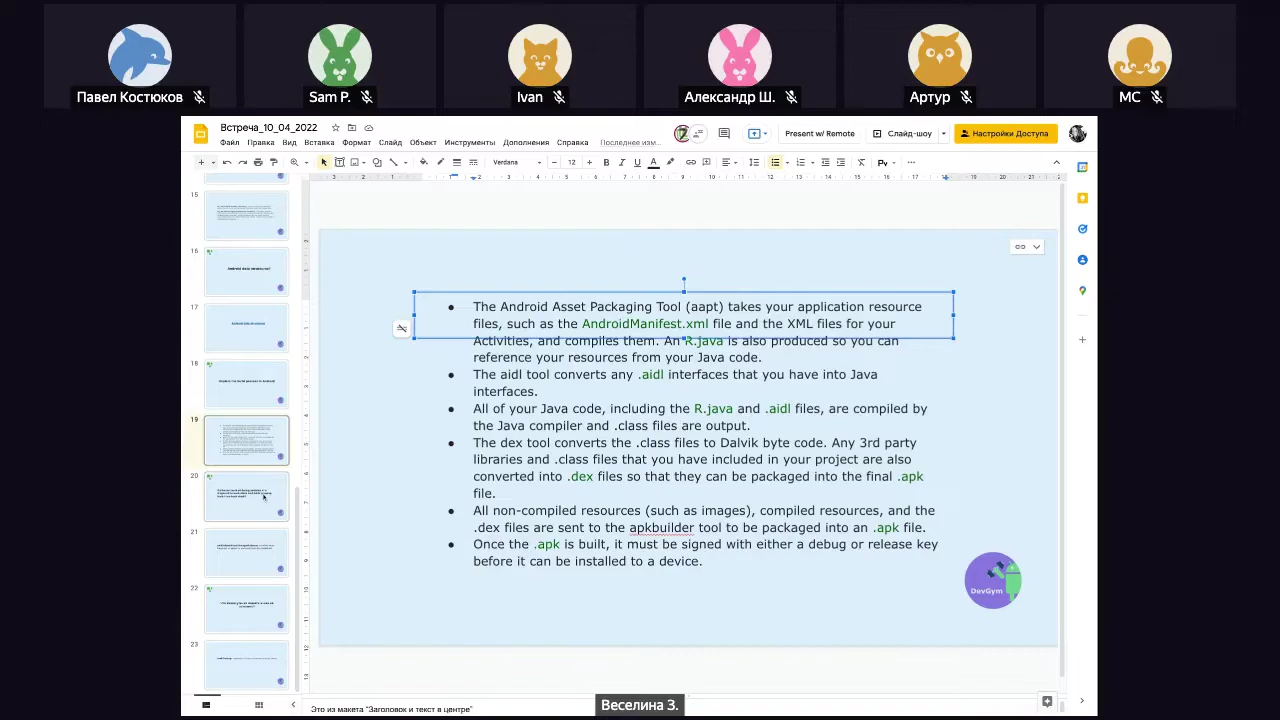 Павел Костюков
Sam P.
Ivan
Александр Ш.
Артур
МС
Встреча_10_04_2022
Файл Правка Вид Вставка Формат Слайд Объект Инструменты Дополнения Справка Последнее изм...
Present w/ Remote
Слайд-шоу
Настройки Доступа
Verdana
12
15
16
Android data structures?
17
18
19
20
21
22
23
The Android Asset Packaging Tool (aapt) takes your application resource
files, such as the AndroidManifest.xml file and the XML files for your
Activities, and compiles them. An R.java is also produced so you can
reference your resources from your Java code.
The aidl tool converts any .aidl interfaces that you have into Java
interfaces.
All of your Java code, including the R.java and .aidl files, are compiled by
the Java compiler and .class files are output.
The dex tool converts the .class files to Dalvik byte code. Any 3rd party
libraries and .class files that you have included in your project are also
converted into .dex files so that they can be packaged into the final .apk
file.
All non-compiled resources (such as images), compiled resources, and the
.dex files are sent to the apkbuilder tool to be packaged into an .apk file.
Once the .apk is built, it must be signed with either a debug or release key
before it can be installed to a device.
DevGym
Это из макета "Заголовок и текст в центре"
Веселина З.